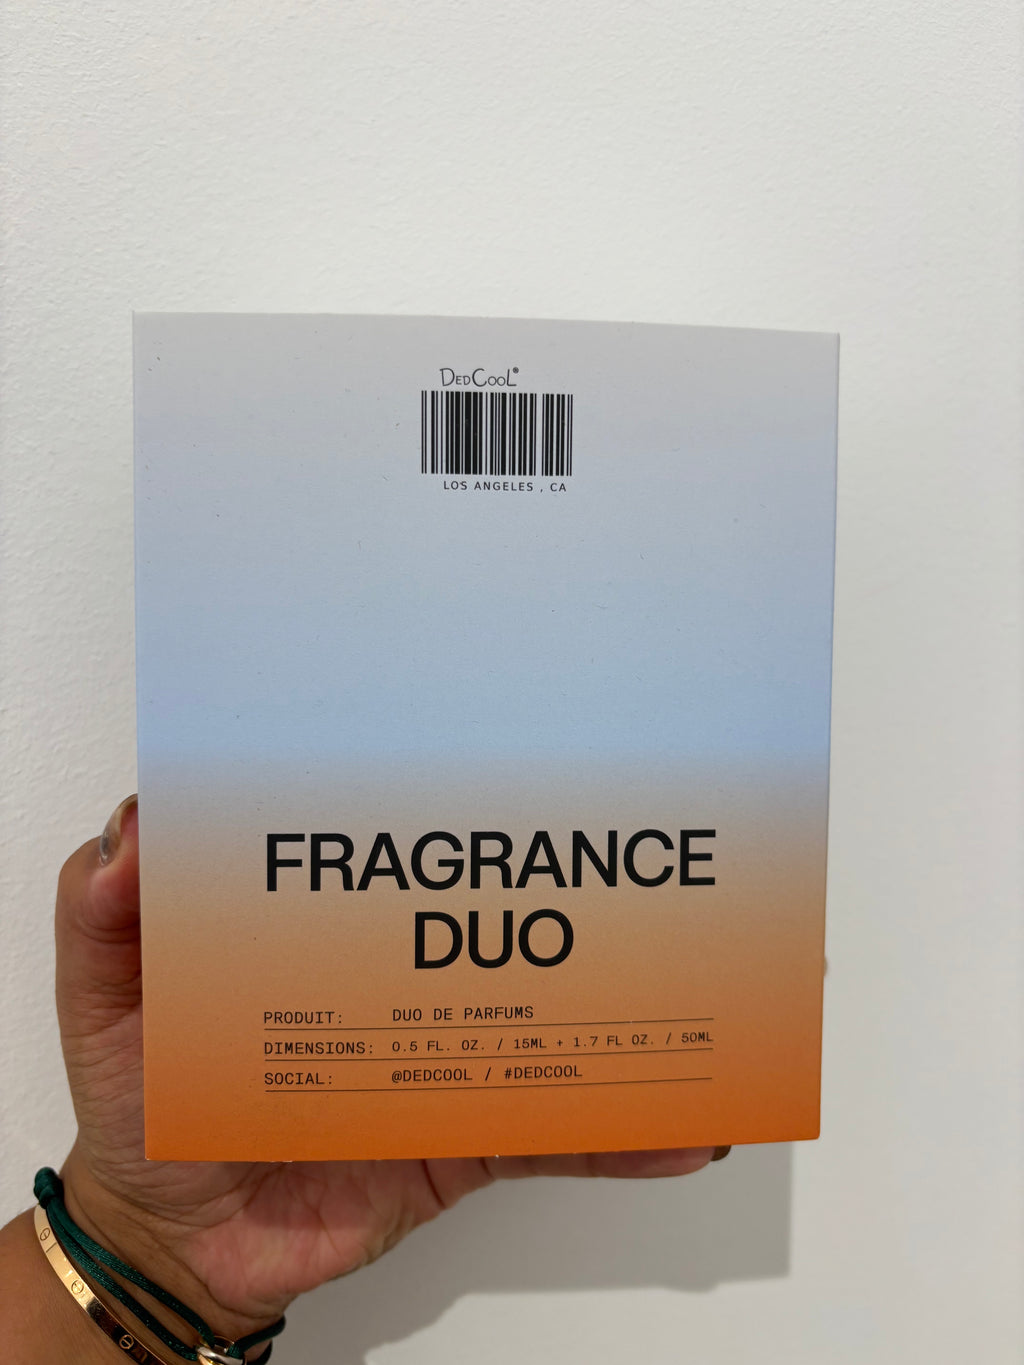 DEDCOOL®
LOS ANGELES , CA
FRAGRANCE
DUO
PRODUIT: DUO DE PARFUMS
DIMENSIONS: 0.5 FL. OZ. / 15ML + 1.7 FL OZ. / 50ML
SOCIAL: @DEDCOOL / #DEDCOOL